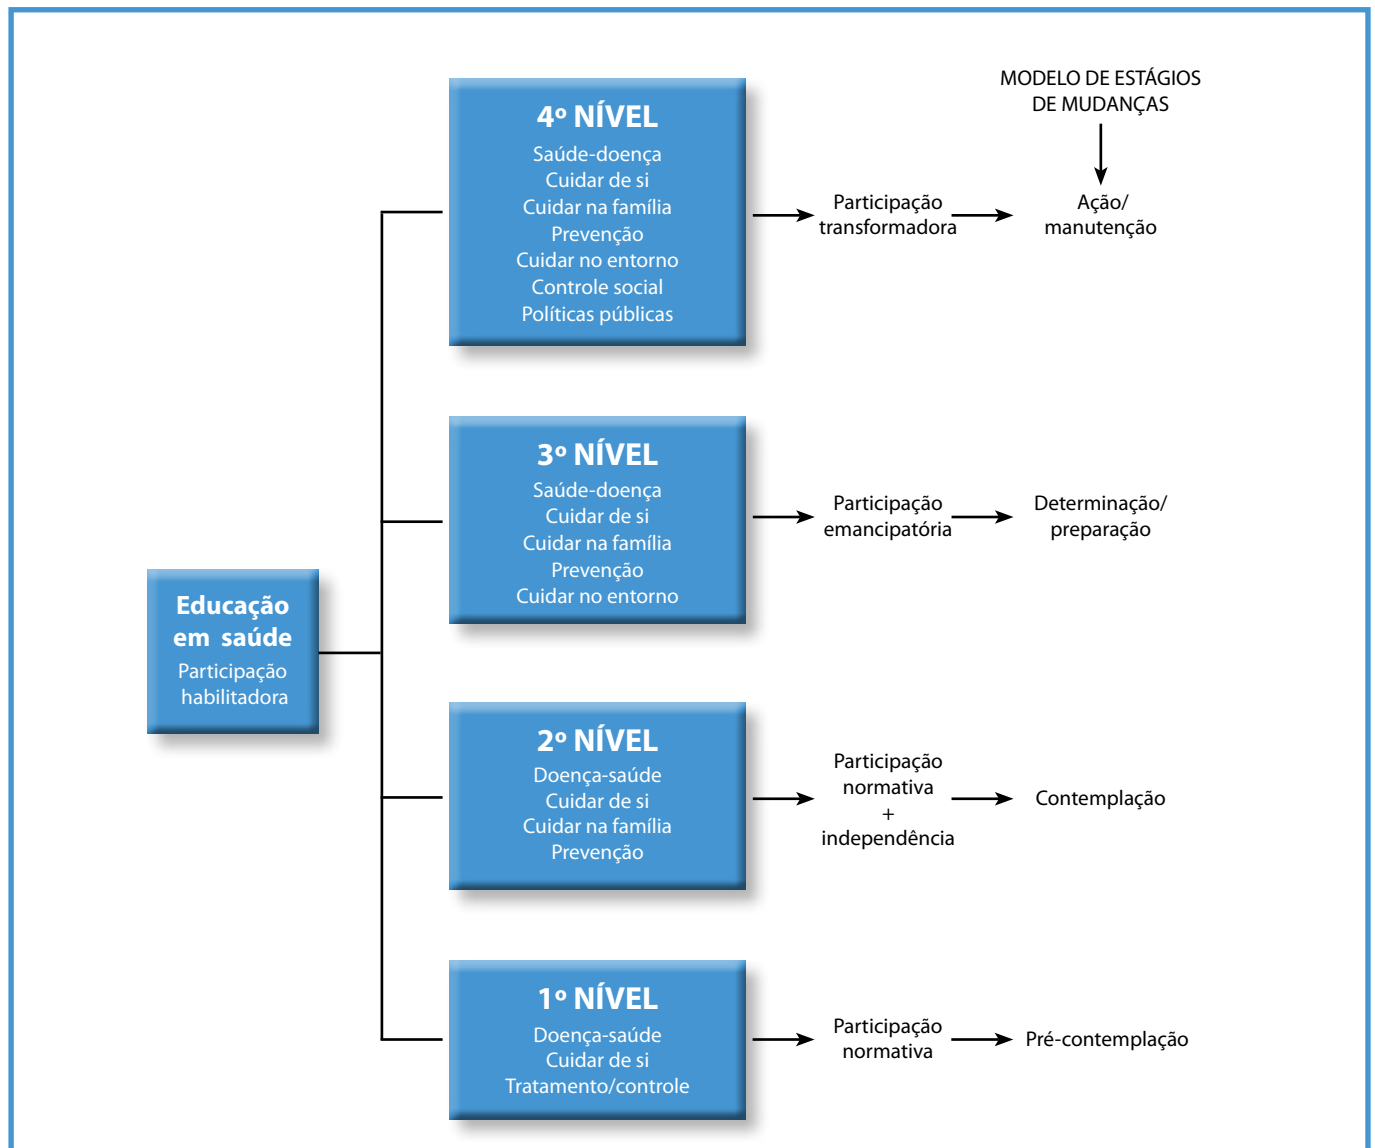 MODELO DE ESTÁGIOS
DE MUDANÇAS
4º NÍVEL
Saúde-doença
Cuidar de si
Cuidar na família
Prevenção
Cuidar no entorno
Controle social
Políticas públicas
Participação
transformadora
Ação/
manutenção
3º NÍVEL
Saúde-doença
Cuidar de si
Cuidar na família
Prevenção
Cuidar no entorno
Participação
emancipatória
Determinação/
preparação
Educação
em saúde
Participação
habilitadora
2º NÍVEL
Doença-saúde
Cuidar de si
Cuidar na família
Prevenção
Participação
normativa
+
independência
Contemplação
1º NÍVEL
Doença-saúde
Cuidar de si
Tratamento/controle
Participação
normativa
Pré-contemplação